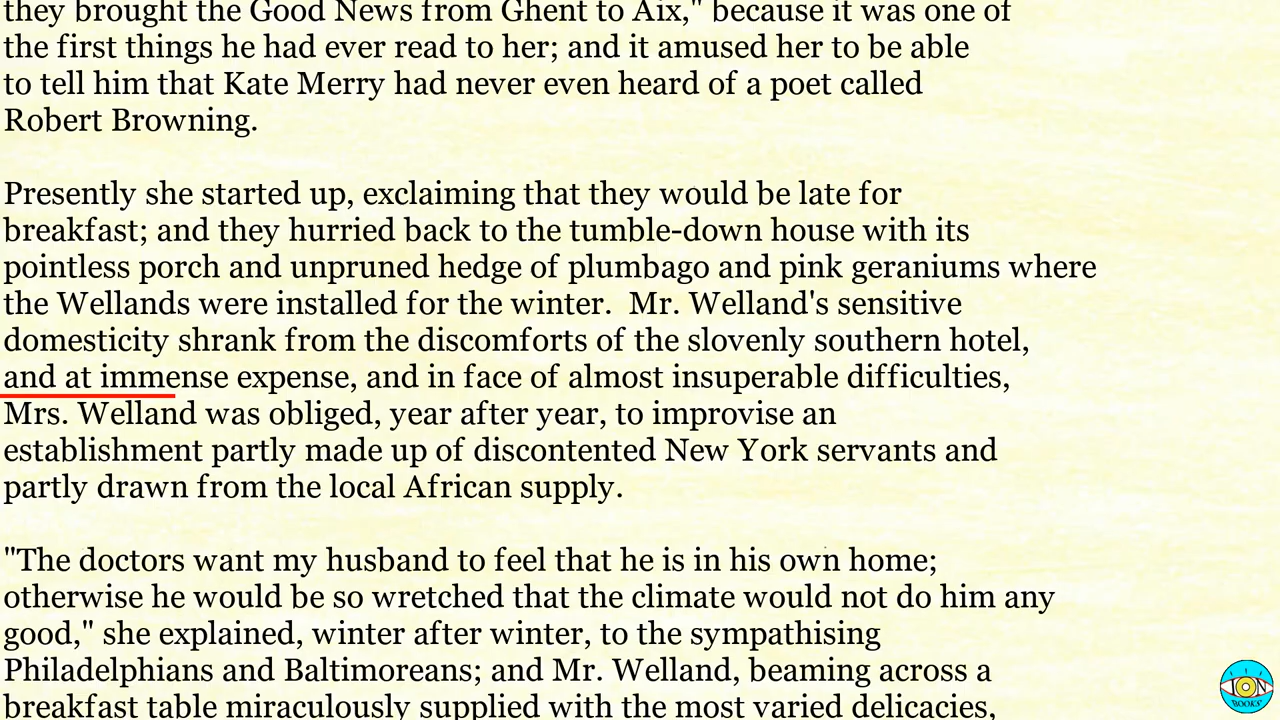 they brought the Good News from Ghent to Aix," because it was one of
the first things he had ever read to her; and it amused her to be able
to tell him that Kate Merry had never even heard of a poet called
Robert Browning.
Presently she started up, exclaiming that they would be late for
breakfast; and they hurried back to the tumble-down house with its
pointless porch and unpruned hedge of plumbago and pink geraniums where
the Wellands were installed for the winter.  Mr. Welland's sensitive
domesticity shrank from the discomforts of the slovenly southern hotel,
and at immense expense, and in face of almost insuperable difficulties,
Mrs. Welland was obliged, year after year, to improvise an
establishment partly made up of discontented New York servants and
partly drawn from the local African supply.
"The doctors want my husband to feel that he is in his own home;
otherwise he would be so wretched that the climate would not do him any
good," she explained, winter after winter, to the sympathising
Philadelphians and Baltimoreans; and Mr. Welland, beaming across a
breakfast table miraculously supplied with the most varied delicacies,
ION
BOOKS